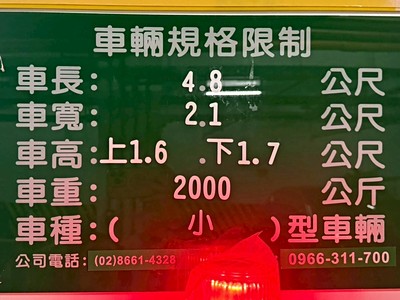 車輛規格限制
車長: 4.8 公尺
車寬: 2.1 公尺
車高:上1.6 .下1.7 公尺
車重: 2000 公斤
車種:( 小 )型車輛
公司電話: (02)8661-4328 0966-311-700